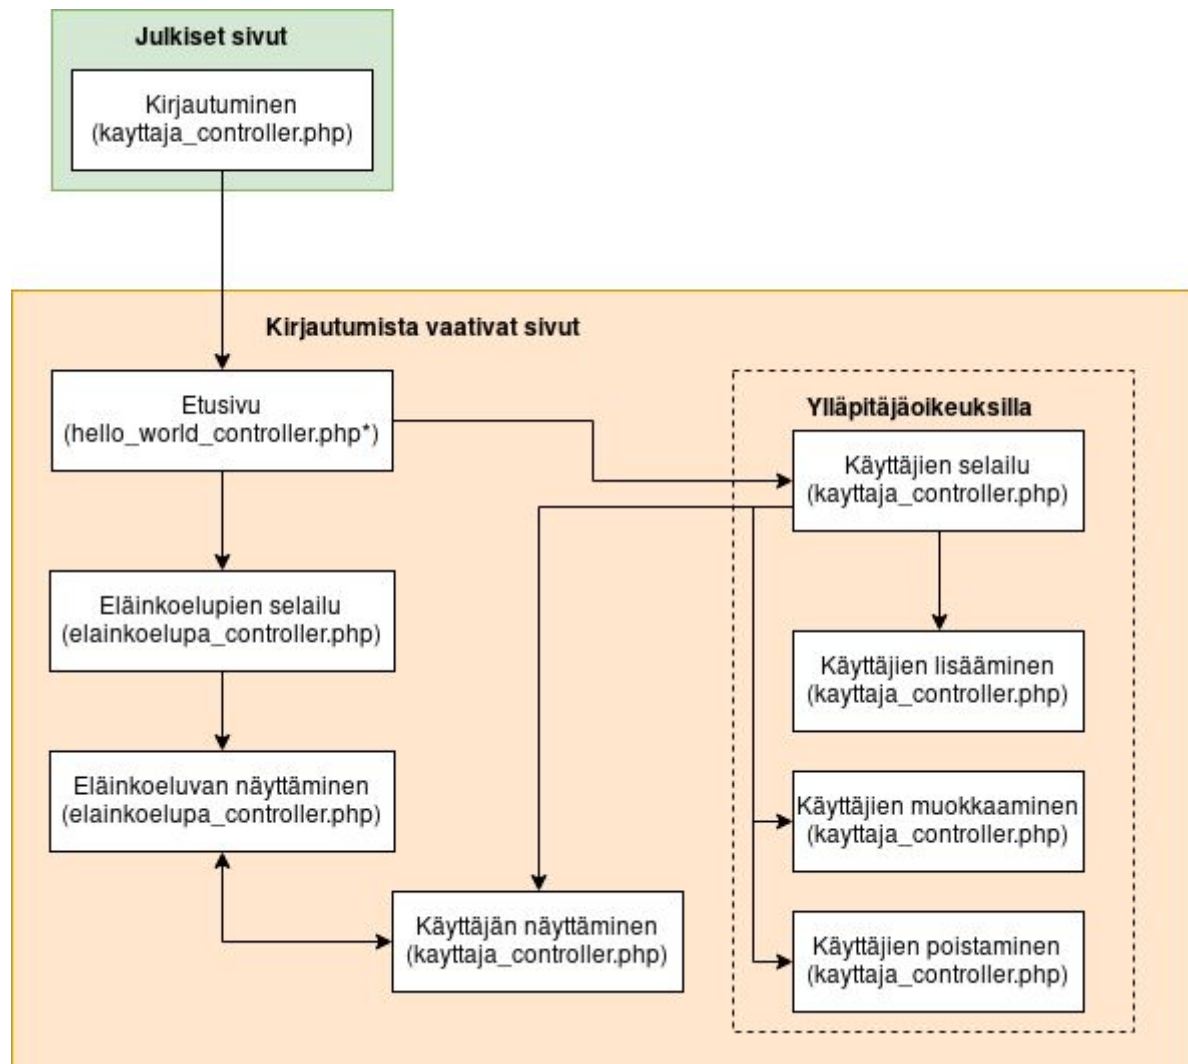 Julkiset sivut
Kirjautuminen
(kayttaja_controller.php)
Kirjautumista vaativat sivut
Etusivu
(hello_world_controller.php*)
Ylläpitäjäoikeuksilla
Käyttäjien selailu
(kayttaja_controller.php)
Eläinkoelupien selailu
(elainkoelupa_controller.php)
Käyttäjien lisääminen
(kayttaja_controller.php)
Eläinkoeluvan näyttäminen
(elainkoelupa_controller.php)
Käyttäjien muokkaaminen
(kayttaja_controller.php)
Käyttäjän näyttäminen
(kayttaja_controller.php)
Käyttäjien poistaminen
(kayttaja_controller.php)